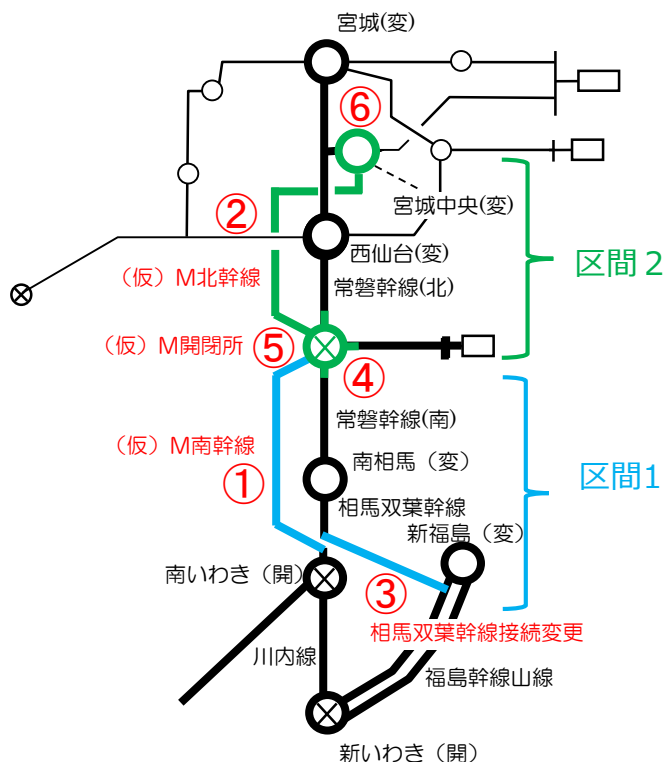 宮城(変)
⑥
宮城中央(変)
②
西仙台(変)
区間２
(仮) M北幹線
常磐幹線(北)
(仮) M開閉所
⑤
④
常磐幹線(南)
(仮) M南幹線
①
南相馬（変）
区間1
相馬双葉幹線
新福島（変）
南いわき（開）
③
相馬双葉幹線接続変更
川内線
福島幹線山線
新いわき（開）